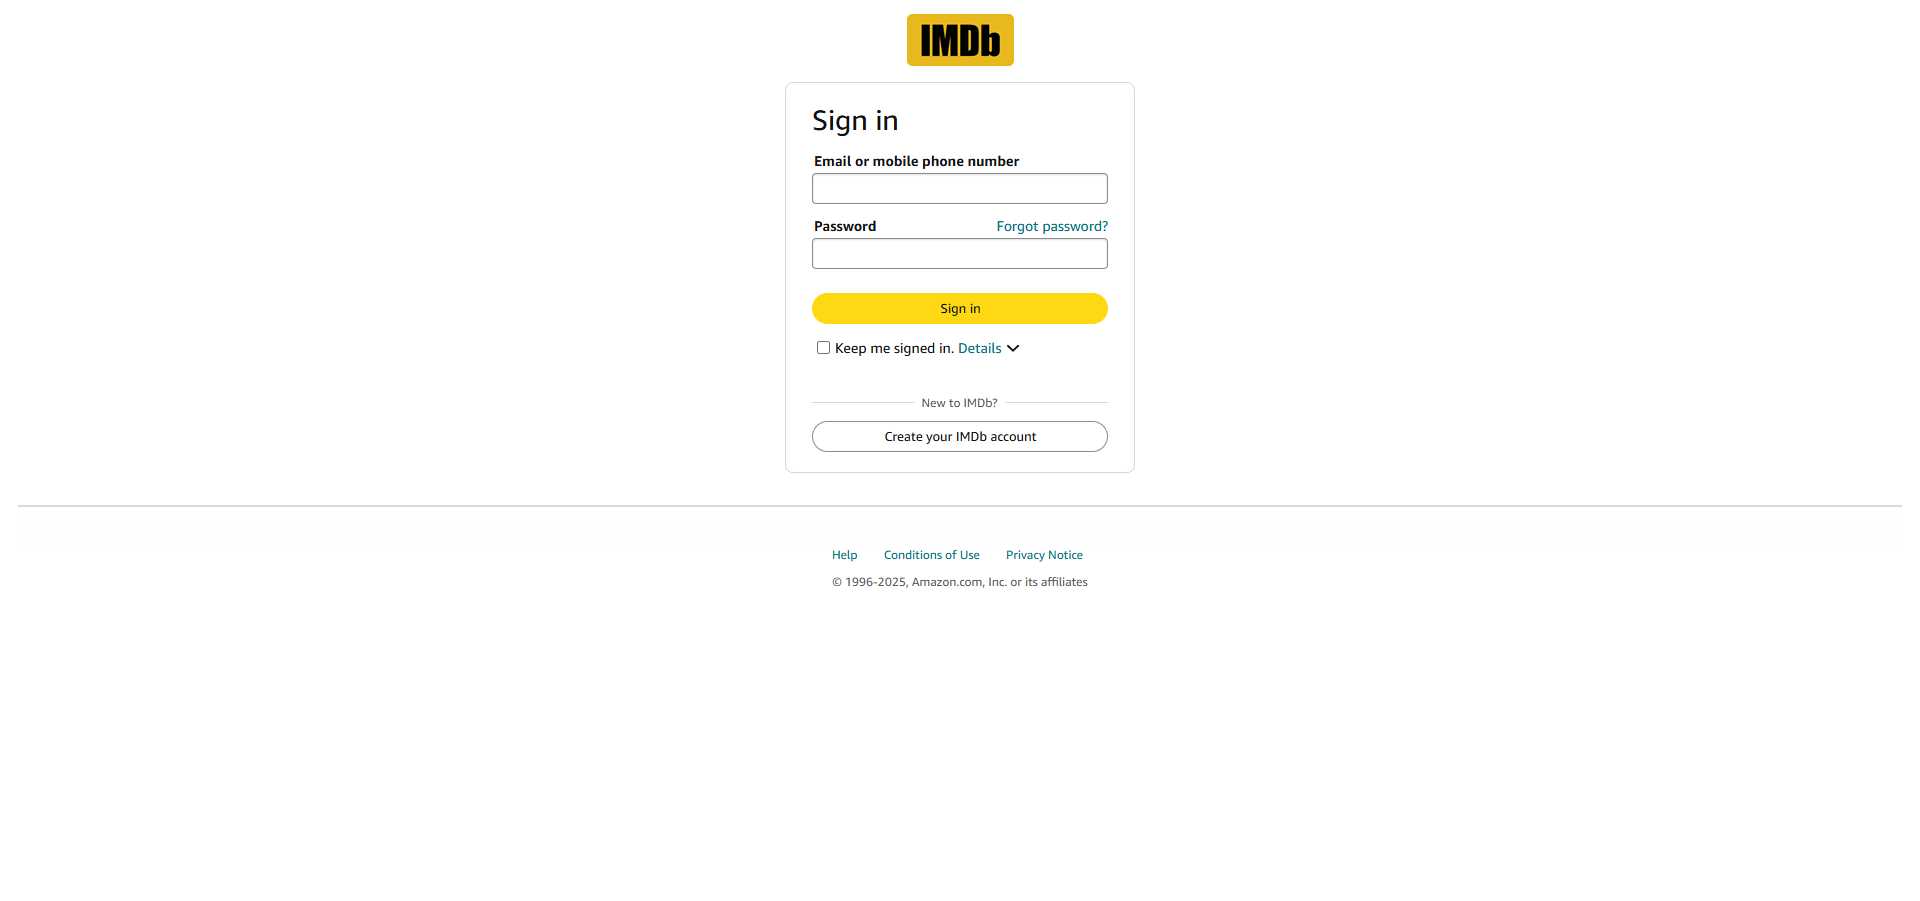 IMDb
Sign in
Email or mobile phone number
Password Forgot password?
Sign in
Keep me signed in. Details
New to IMDb?
Create your IMDb account
Help Conditions of Use Privacy Notice
© 1996-2025, Amazon.com, Inc. or its affiliates